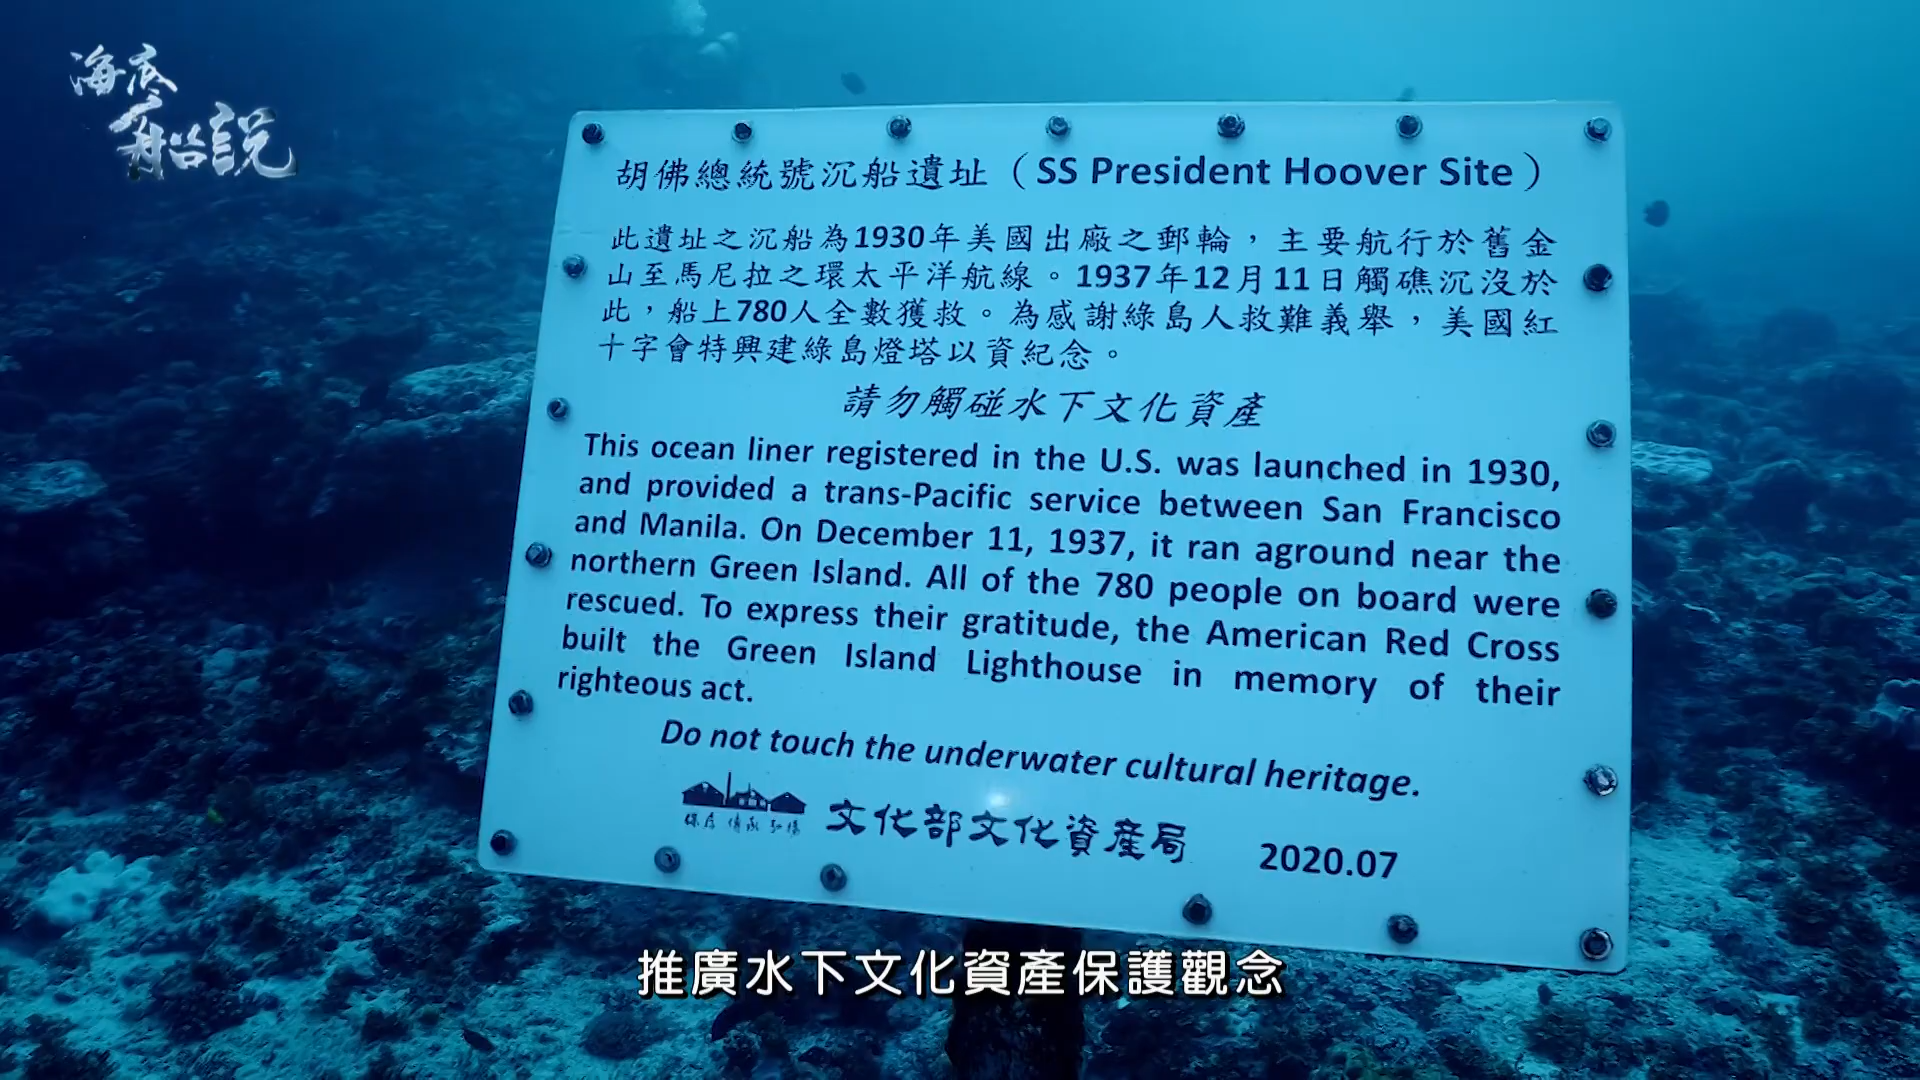 海底
船說
胡佛總統號沉船遺址（SS President Hoover Site）
此遺址之沉船為1930年美國出廠之郵輪，主要航行於舊金
山至馬尼拉之環太平洋航線。1937年12月11日觸礁沉沒於
此，船上780人全數獲救。為感謝綠島人救難義舉，美國紅
十字會特興建綠島燈塔以資紀念。
請勿觸碰水下文化資產
This ocean liner registered in the U.S. was launched in 1930,
and provided a trans-Pacific service between San Francisco
and Manila. On December 11, 1937, it ran aground near the
northern Green Island. All of the 780 people on board were
rescued. To express their gratitude, the American Red Cross
built the Green Island Lighthouse in memory of their
righteous act.
Do not touch the underwater cultural heritage.
保存 傳承 弘揚
文化部文化資產局 2020.07
推廣水下文化資產保護觀念